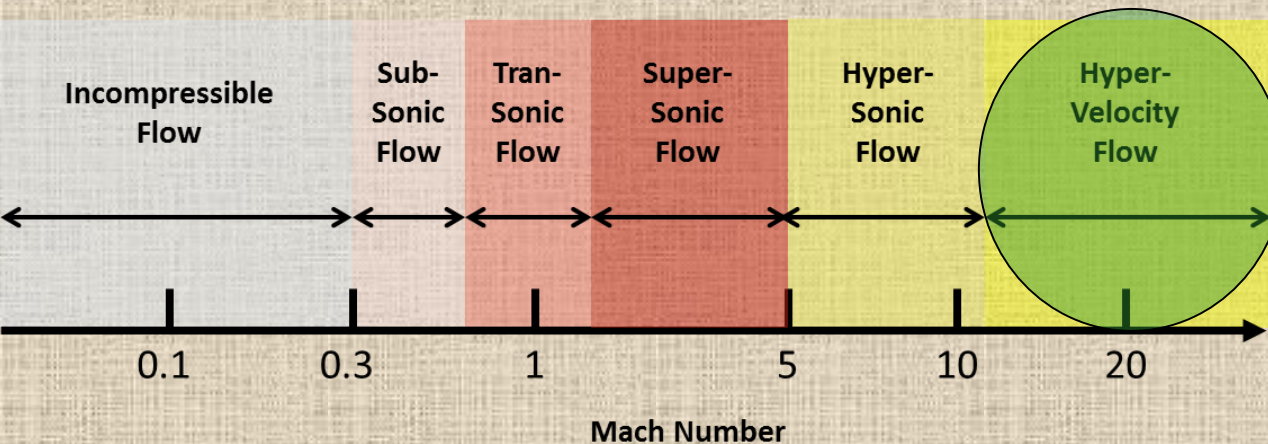 Incompressible
Flow
Sub-
Sonic
Flow
Tran-
Sonic
Flow
Super-
Sonic
Flow
Hyper-
Sonic
Flow
Hyper-
Velocity
Flow
0.1
0.3
1
5
10
20
Mach Number